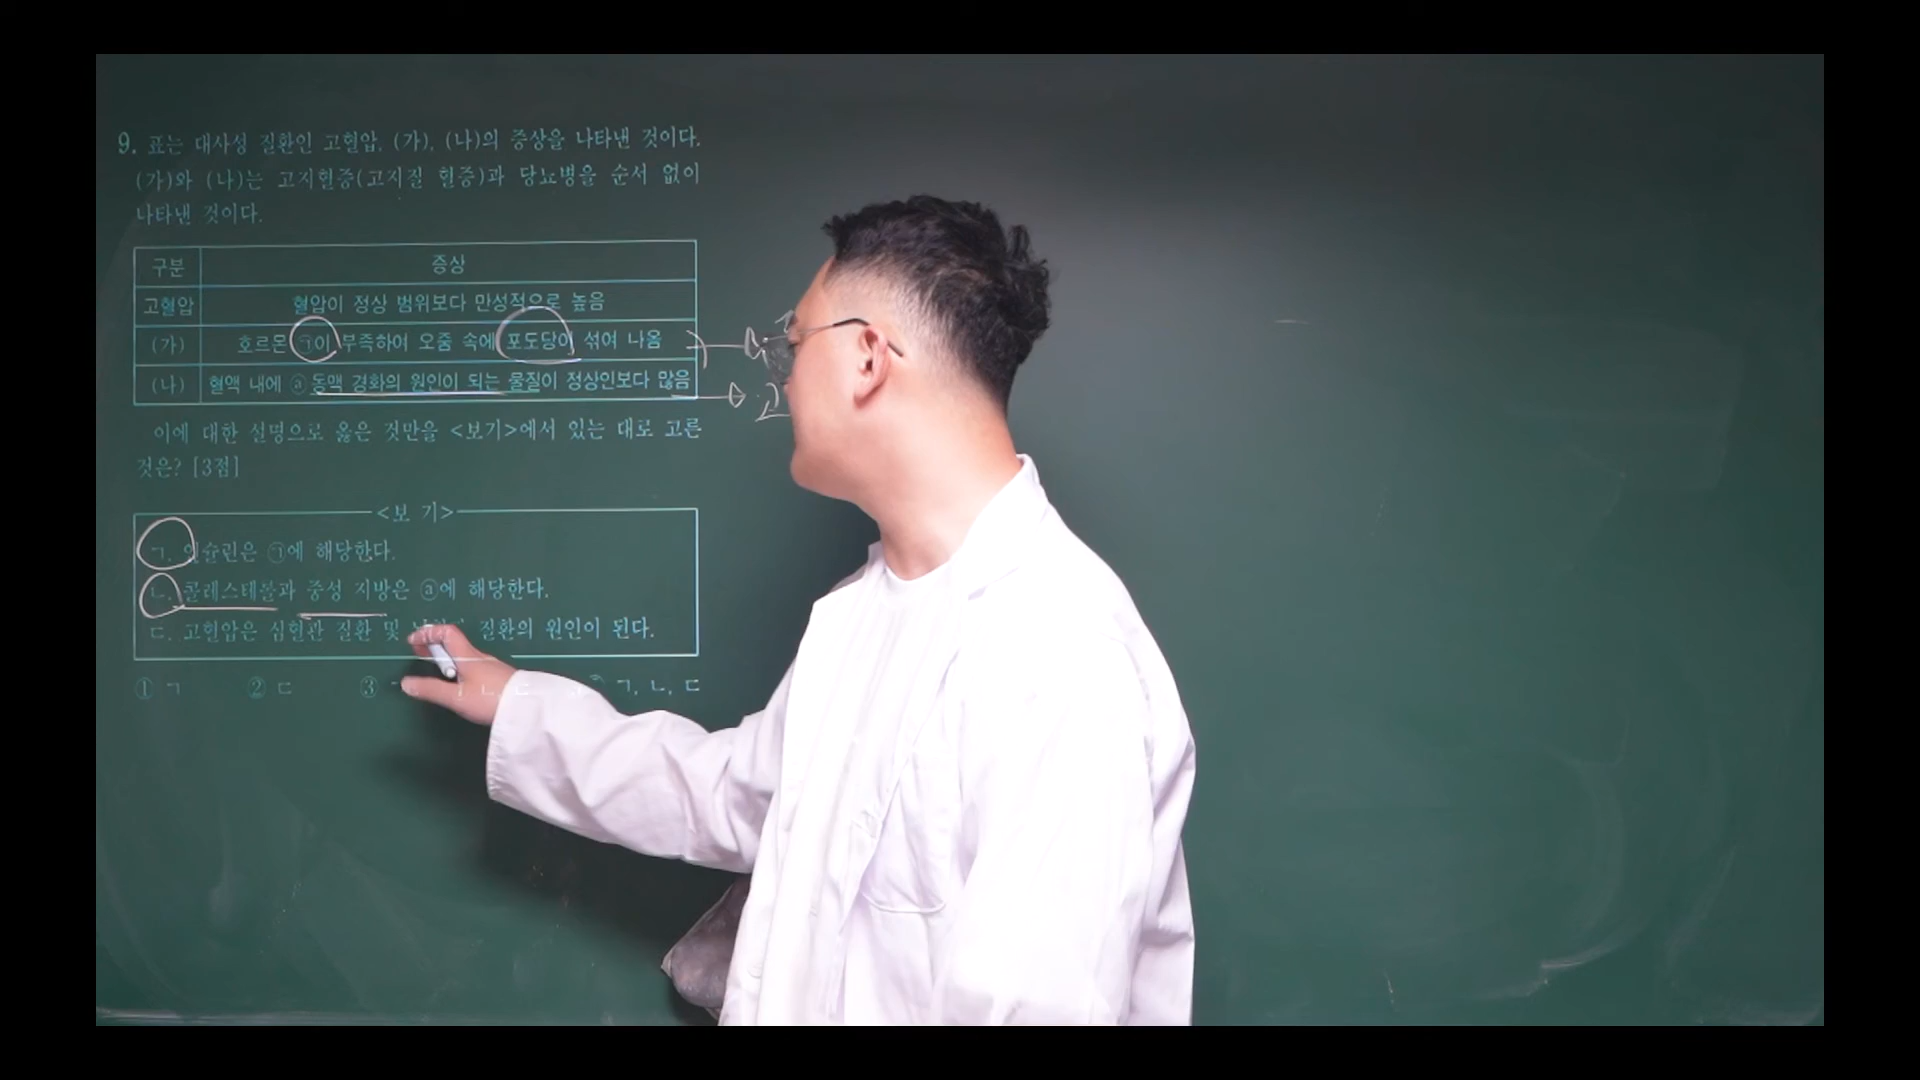 9. 표는 대사성 질환인 고혈압, (가), (나)의 증상을 나타낸 것이다.
(가)와 (나)는 고지혈증(고지질 혈증)과 당뇨병을 순서 없이
나타낸 것이다.
구분 증상
고혈압 혈압이 정상 범위보다 만성적으로 높음
(가) 호르몬 ㉠이 부족하여 오줌 속에 포도당이 섞여 나옴
(나) 혈액 내에 ⓐ동맥 경화의 원인이 되는 물질이 정상인보다 많음
이에 대한 설명으로 옳은 것만을 <보기>에서 있는 대로 고른
것은? [3점]
<보 기>
ㄱ. 인슐린은 ㉠에 해당한다.
ㄴ. 콜레스테롤과 중성 지방은 ⓐ에 해당한다.
ㄷ. 고혈압은 심혈관 질환 및 질환의 원인이 된다.
① ㄱ ② ㄷ ③ ㄴ, ㄷ ㄱ, ㄴ, ㄷ